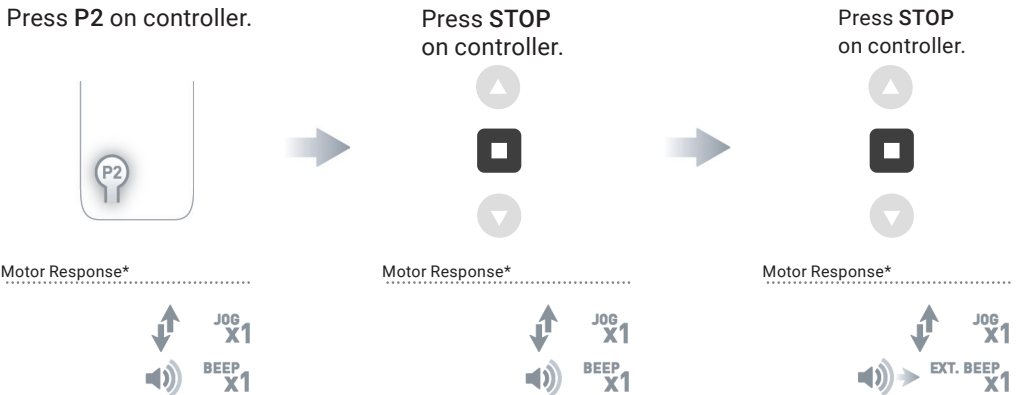 Press P2 on controller.
P2
Motor Response*
JOG
X1
BEEP
X1
Press STOP
on controller.
Motor Response*
JOG
X1
BEEP
X1
Press STOP
on controller.
Motor Response*
JOG
X1
EXT. BEEP
X1